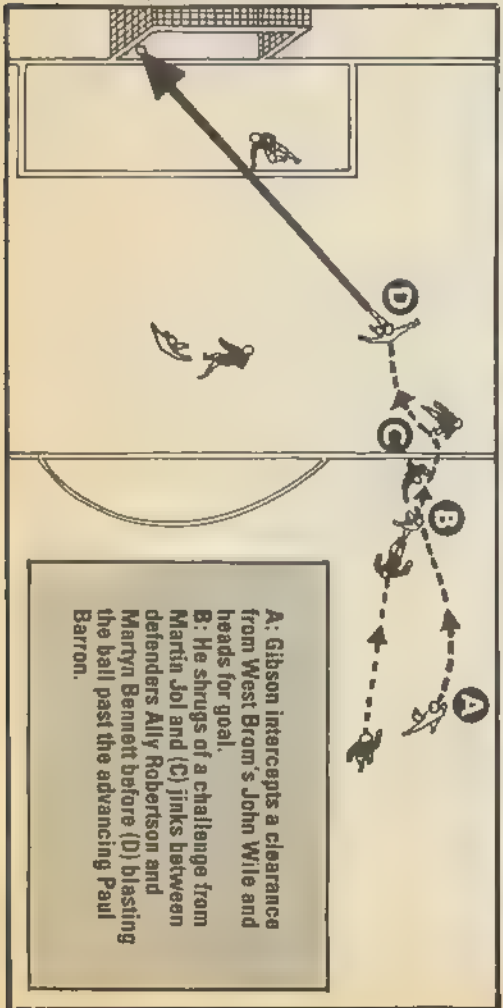 A
B
C
D
A: Gibson intercepts a clearance
from West Brom's John Wile and
heads for goal.
B: He shrugs of a challenge from
Martin Jol and (C) jinks between
defenders Ally Robertson and
Martyn Bennett before (D) blasting
the ball past the advancing Paul
Barron.